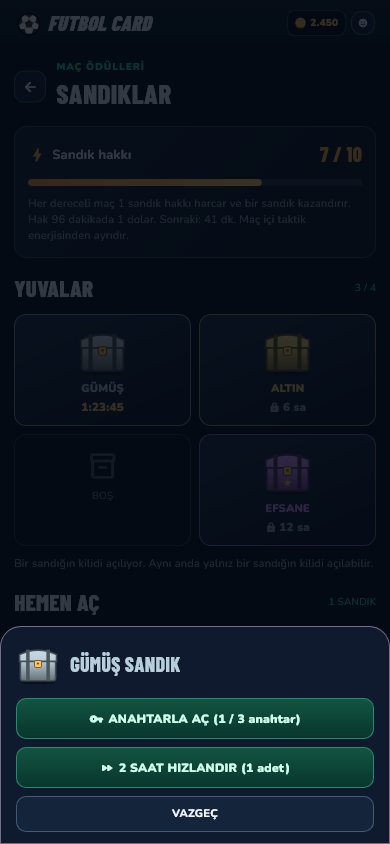 FUTBOL CARD
2.450
MAÇ ÖDÜLLERİ
SANDIKLAR
Sandık hakkı
7 / 10
Her dereceli maç 1 sandık hakkı harcar ve bir sandık kazandırır.
Hak 96 dakikada 1 dolar. Sonraki: 41 dk. Maç içi taktik
enerjisinden ayrıdır.
YUVALAR
3 / 4
GÜMÜŞ
1:23:45
ALTIN
6 sa
BOŞ
EFSANE
12 sa
Bir sandığın kilidi açılıyor. Aynı anda yalnız bir sandığın kilidi açılabilir.
HEMEN AÇ
1 SANDIK
GÜMÜŞ SANDIK
ANAHTARLA AÇ (1 / 3 anahtar)
2 SAAT HIZLANDIR (1 adet)
VAZGEÇ